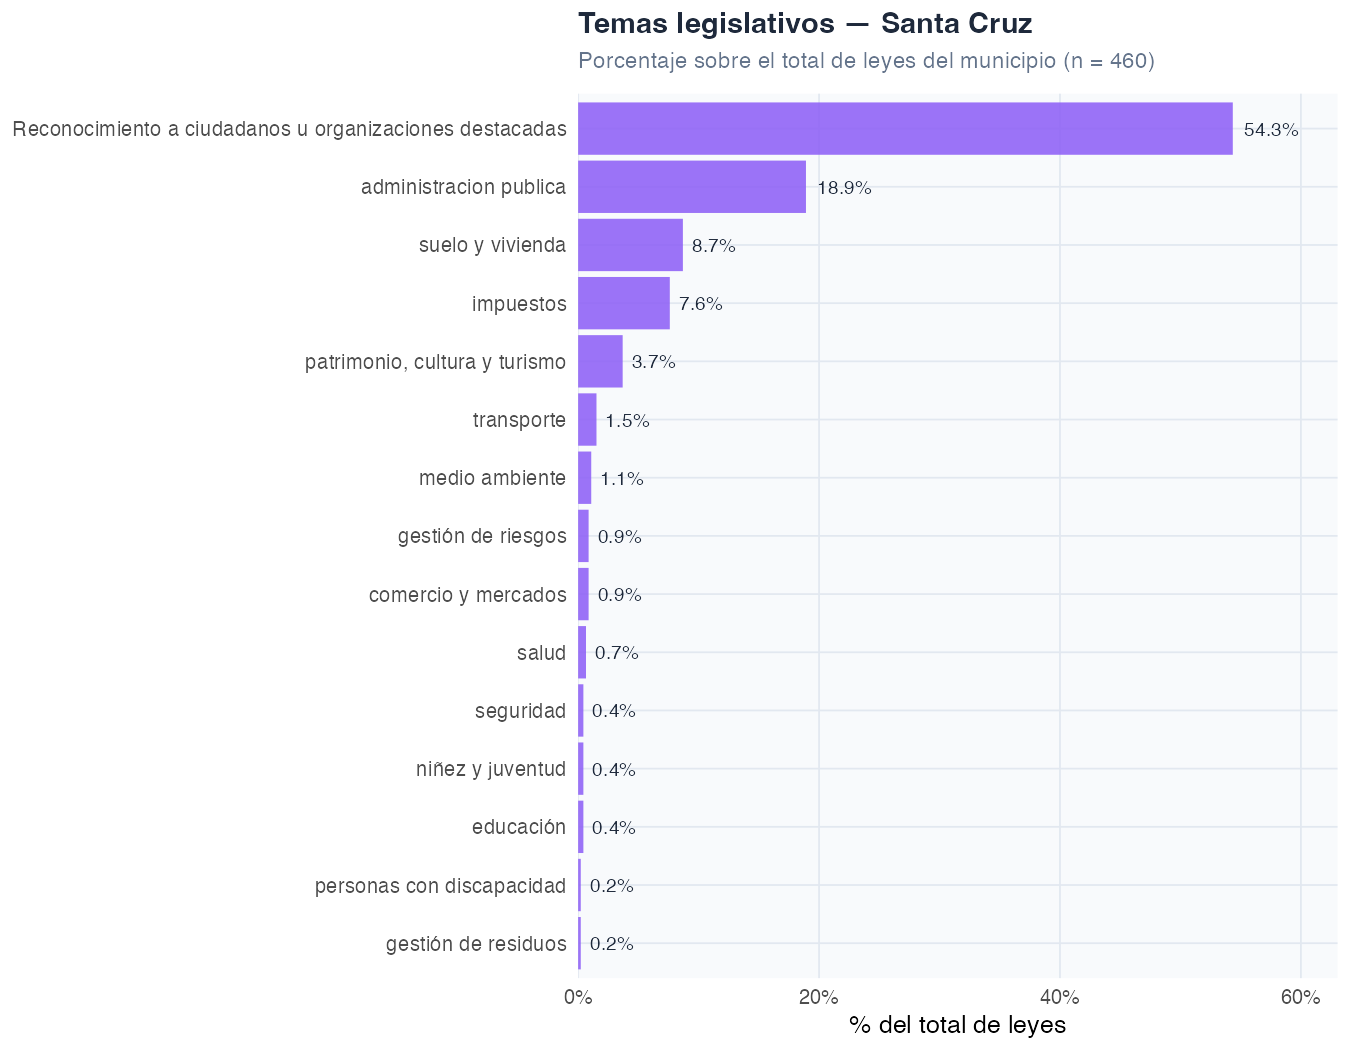 Temas legislativos — Santa Cruz
Porcentaje sobre el total de leyes del municipio (n = 460)
Reconocimiento a ciudadanos u organizaciones destacadas 54.3%
administracion publica 18.9%
suelo y vivienda 8.7%
impuestos 7.6%
patrimonio, cultura y turismo 3.7%
transporte 1.5%
medio ambiente 1.1%
gestión de riesgos 0.9%
comercio y mercados 0.9%
salud 0.7%
seguridad 0.4%
niñez y juventud 0.4%
educación 0.4%
personas con discapacidad 0.2%
gestión de residuos 0.2%
0% 20% 40% 60%
% del total de leyes